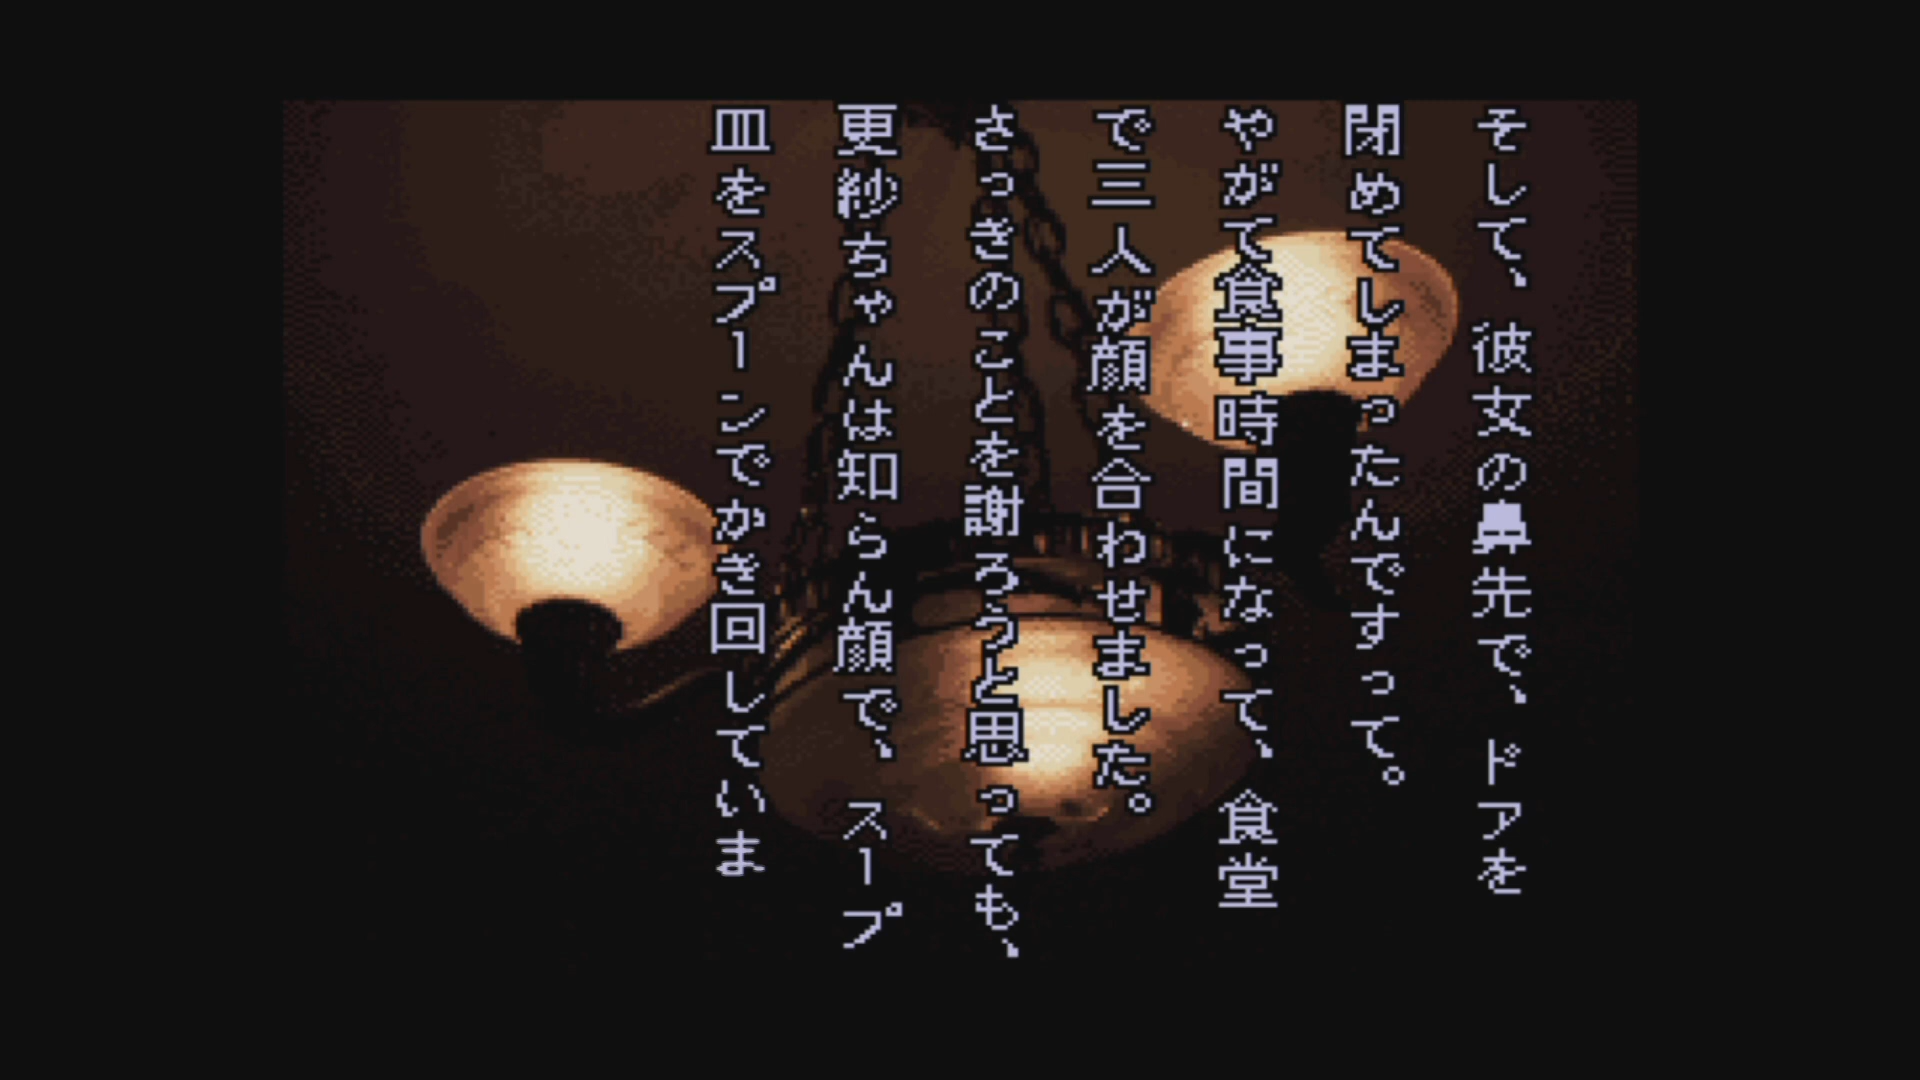 そして、彼女の鼻先で、ドアを
閉めてしまったんですって。
やがて食事時間になって、食堂
で三人が顔を合わせました。
さっきのことを謝ろうと思っても、
更紗ちゃんは知らん顔で、スープ
皿をスプーンでかき回していま